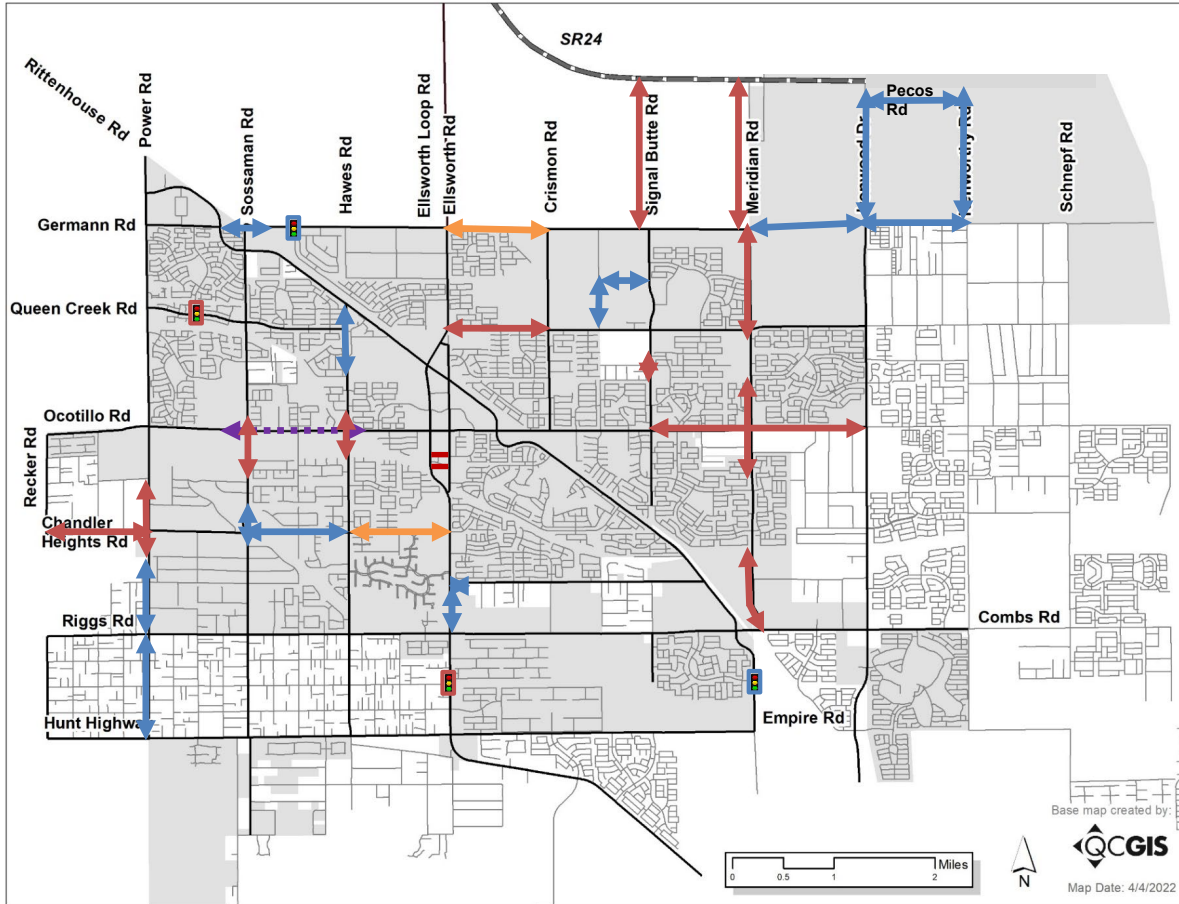 SR24
Rittenhouse Rd
Power Rd
Sossaman Rd
Hawes Rd
Ellsworth Loop Rd
Ellsworth Rd
Crismon Rd
Signal Butte Rd
Meridian Rd
Pecos
Rd
Schnepf Rd
Germann Rd
Queen Creek Rd
Ocotillo Rd
Recker Rd
Chandler
Heights Rd
Riggs Rd
Combs Rd
Hunt Highwa
Empire Rd
Base map created by:
QCGIS
Map Date: 4/4/2022
Miles
0 0.5 1 2
N